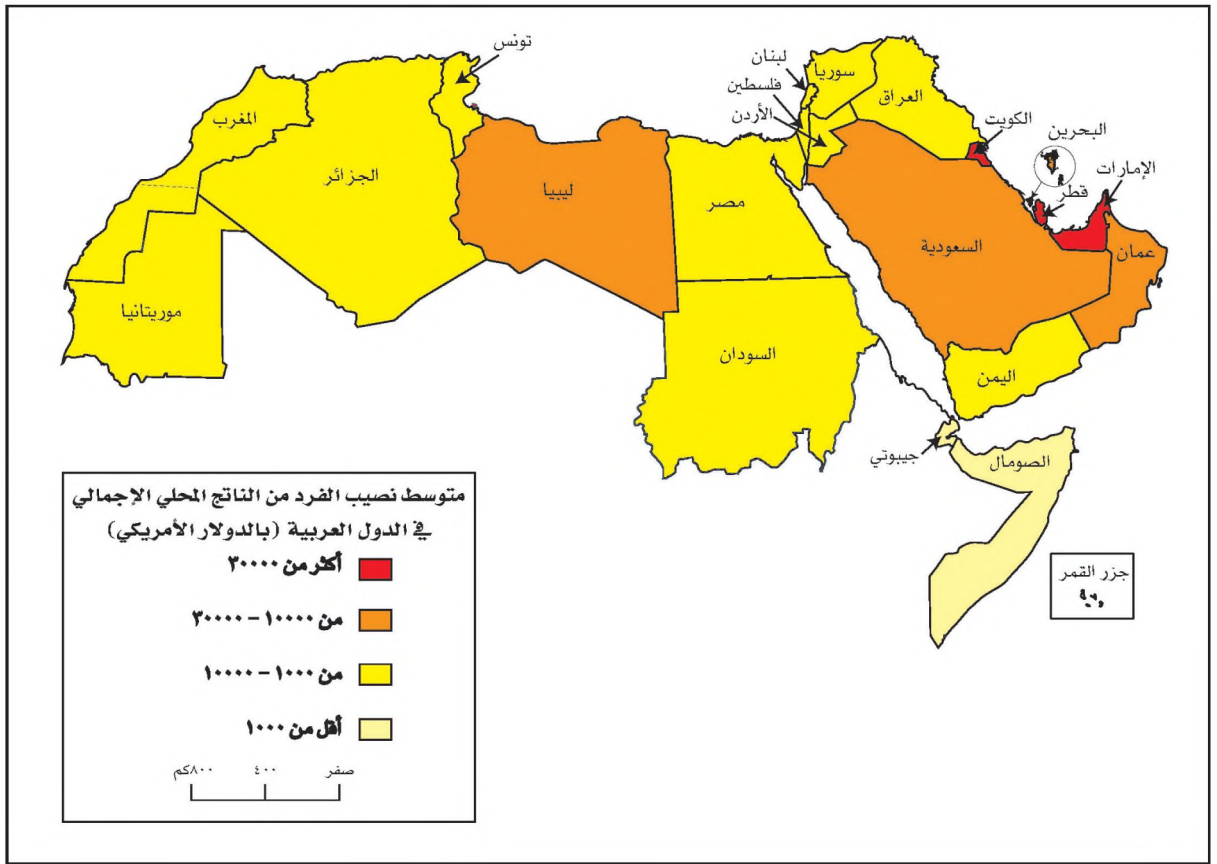 تونس
لبنان
سوريا
فلسطين
العراق
المغرب
الأردن
الكويت
البحرين
الجزائر
الإمارات
قطر
ليبيا
مصر
السعودية
عمان
موريتانيا
السودان
اليمن
جيبوتي
الصومال
جزر القمر
متوسط نصيب الفرد من الناتج المحلي الإجمالي
في الدول العربية (بالدولار الأمريكي)
أكثر من ٣٠٠٠٠
من ١٠٠٠٠ – ٣٠٠٠٠
من ١٠٠٠ – ١٠٠٠٠
أقل من ١٠٠٠
صفر ٤٠٠ ٨٠٠كم